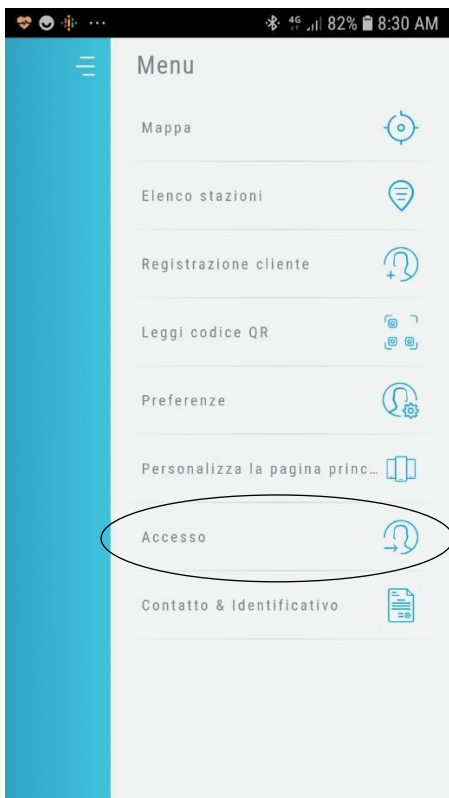 4G 82% 8:30 AM
Menu
Mappa
Elenco stazioni
Registrazione cliente
Leggi codice QR
Preferenze
Personalizza la pagina princ…
Accesso
Contatto & Identificativo